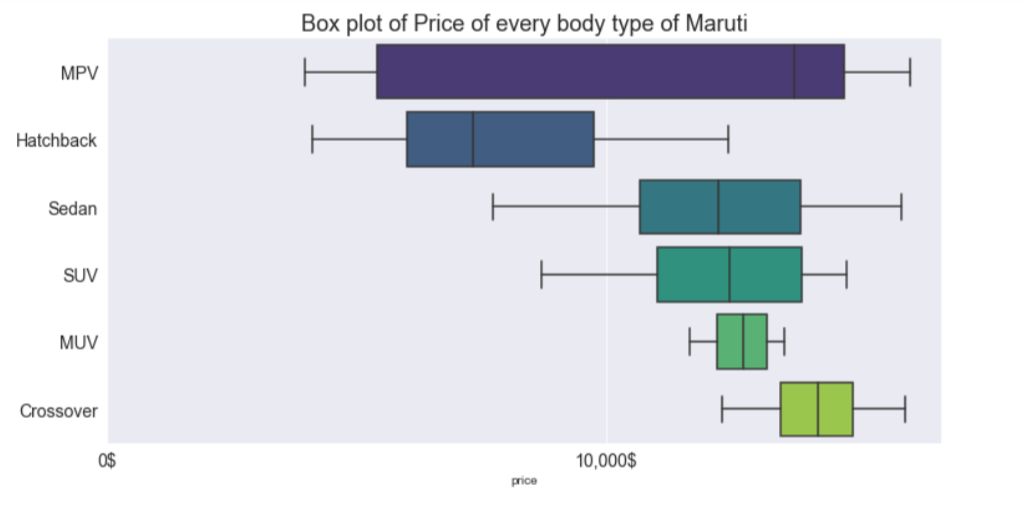 Box plot of Price of every body type of Maruti
MPV
Hatchback
Sedan
SUV
MUV
Crossover
0$ 10,000$
price